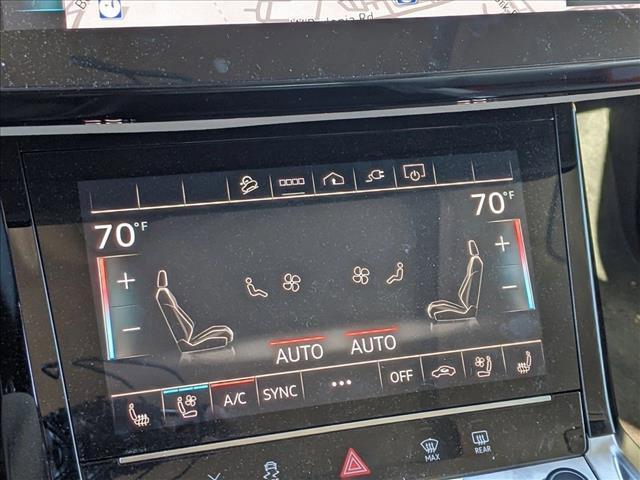 70°F
70°F
+
+
−
−
AUTO
AUTO
A/C
SYNC
OFF
MAX
REAR